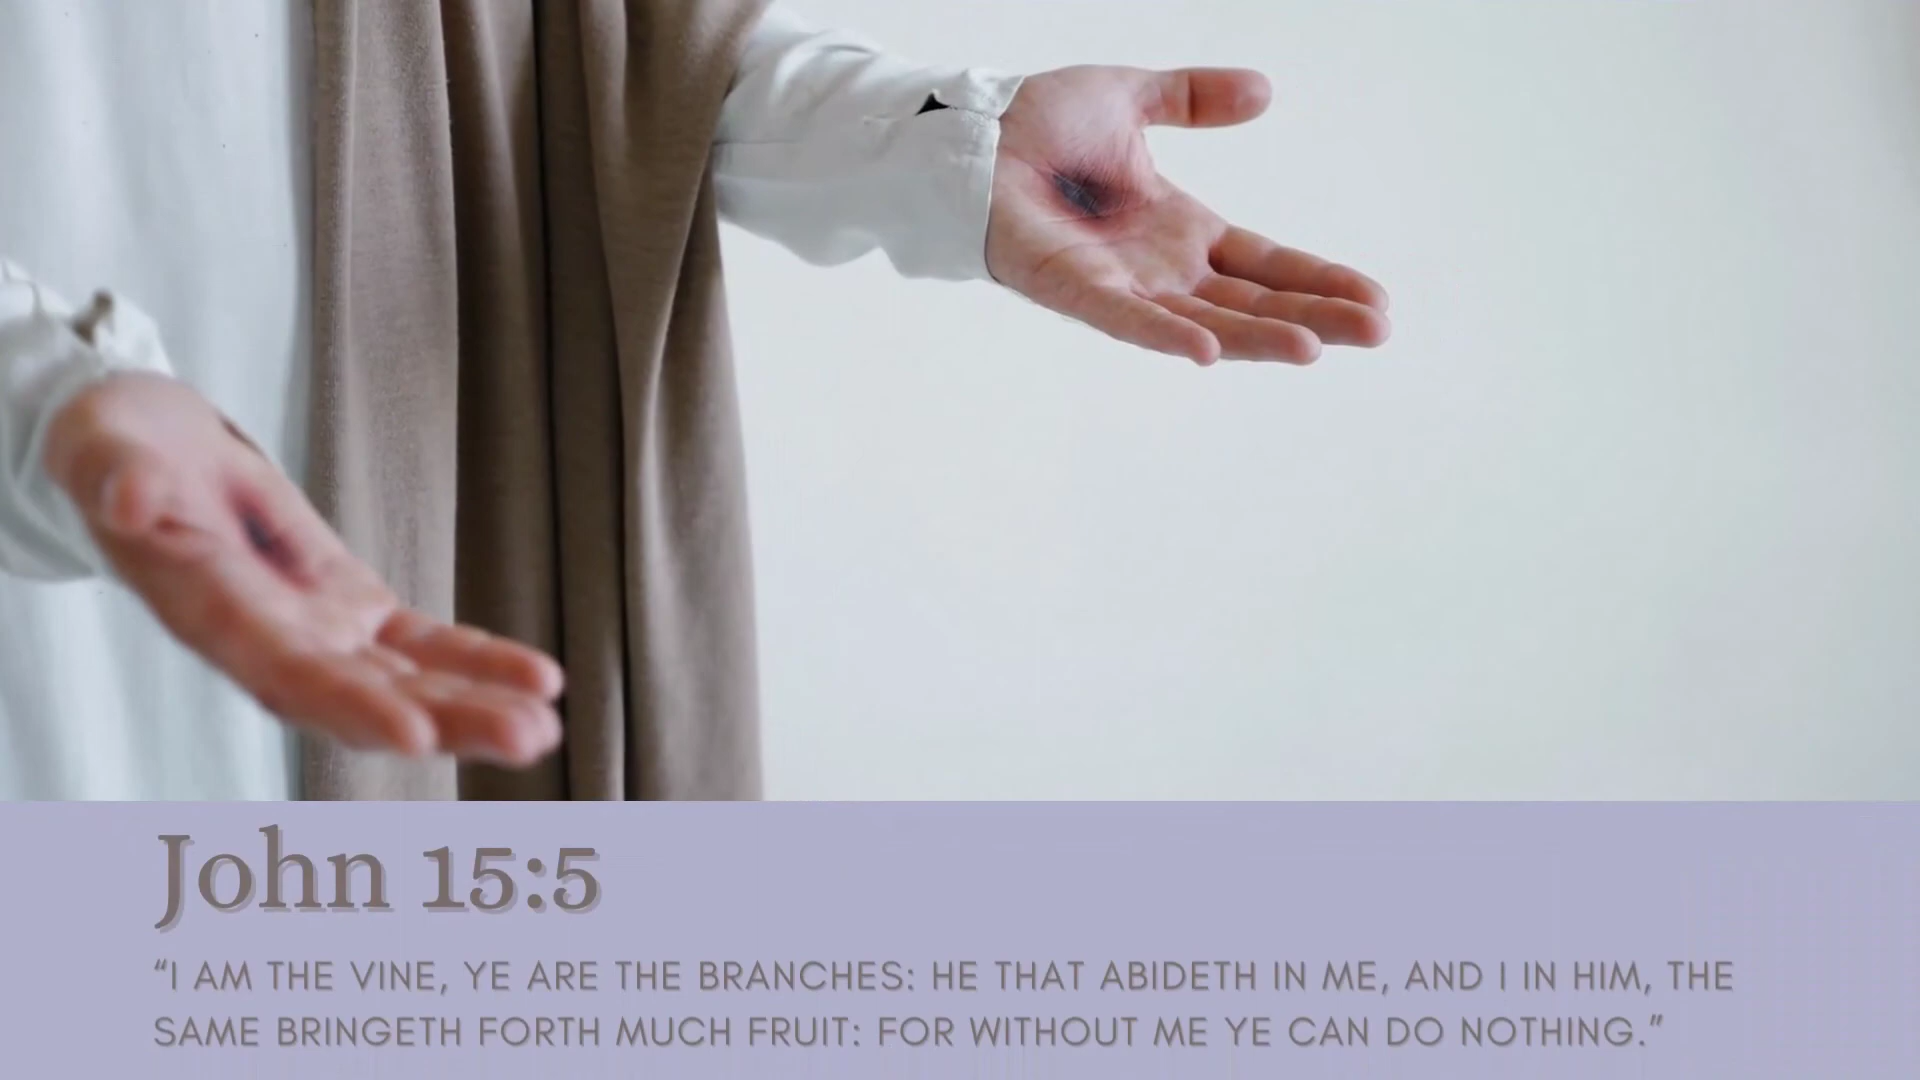 John 15:5
“I AM THE VINE, YE ARE THE BRANCHES: HE THAT ABIDETH IN ME, AND I IN HIM, THE
SAME BRINGETH FORTH MUCH FRUIT: FOR WITHOUT ME YE CAN DO NOTHING.”